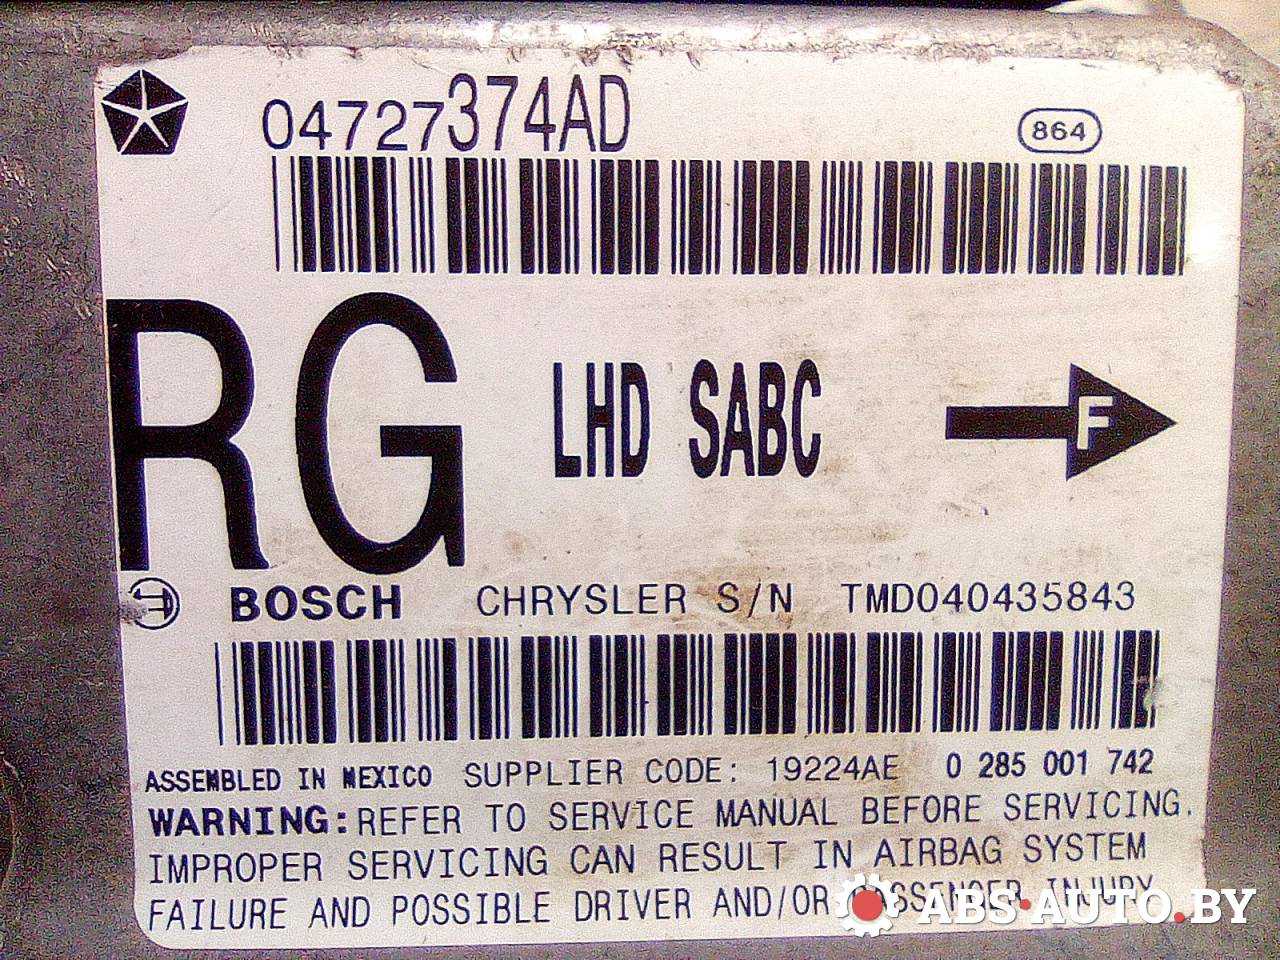 04727374AD 864
RG LHD SABC F
BOSCH CHRYSLER S/N TMD040435843
ASSEMBLED IN MEXICO SUPPLIER CODE: 19224AE 0 285 001 742
WARNING: REFER TO SERVICE MANUAL BEFORE SERVICING.
IMPROPER SERVICING CAN RESULT IN AIRBAG SYSTEM
FAILURE AND POSSIBLE DRIVER AND/OR PASSENGER INJURY
ABS-AUTO.BY